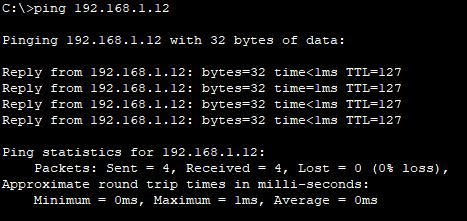 C:\>ping 192.168.1.12
Pinging 192.168.1.12 with 32 bytes of data:
Reply from 192.168.1.12: bytes=32 time<1ms TTL=127
Reply from 192.168.1.12: bytes=32 time=1ms TTL=127
Reply from 192.168.1.12: bytes=32 time<1ms TTL=127
Reply from 192.168.1.12: bytes=32 time<1ms TTL=127
Ping statistics for 192.168.1.12:
Packets: Sent = 4, Received = 4, Lost = 0 (0% loss),
Approximate round trip times in milli-seconds:
Minimum = 0ms, Maximum = 1ms, Average = 0ms